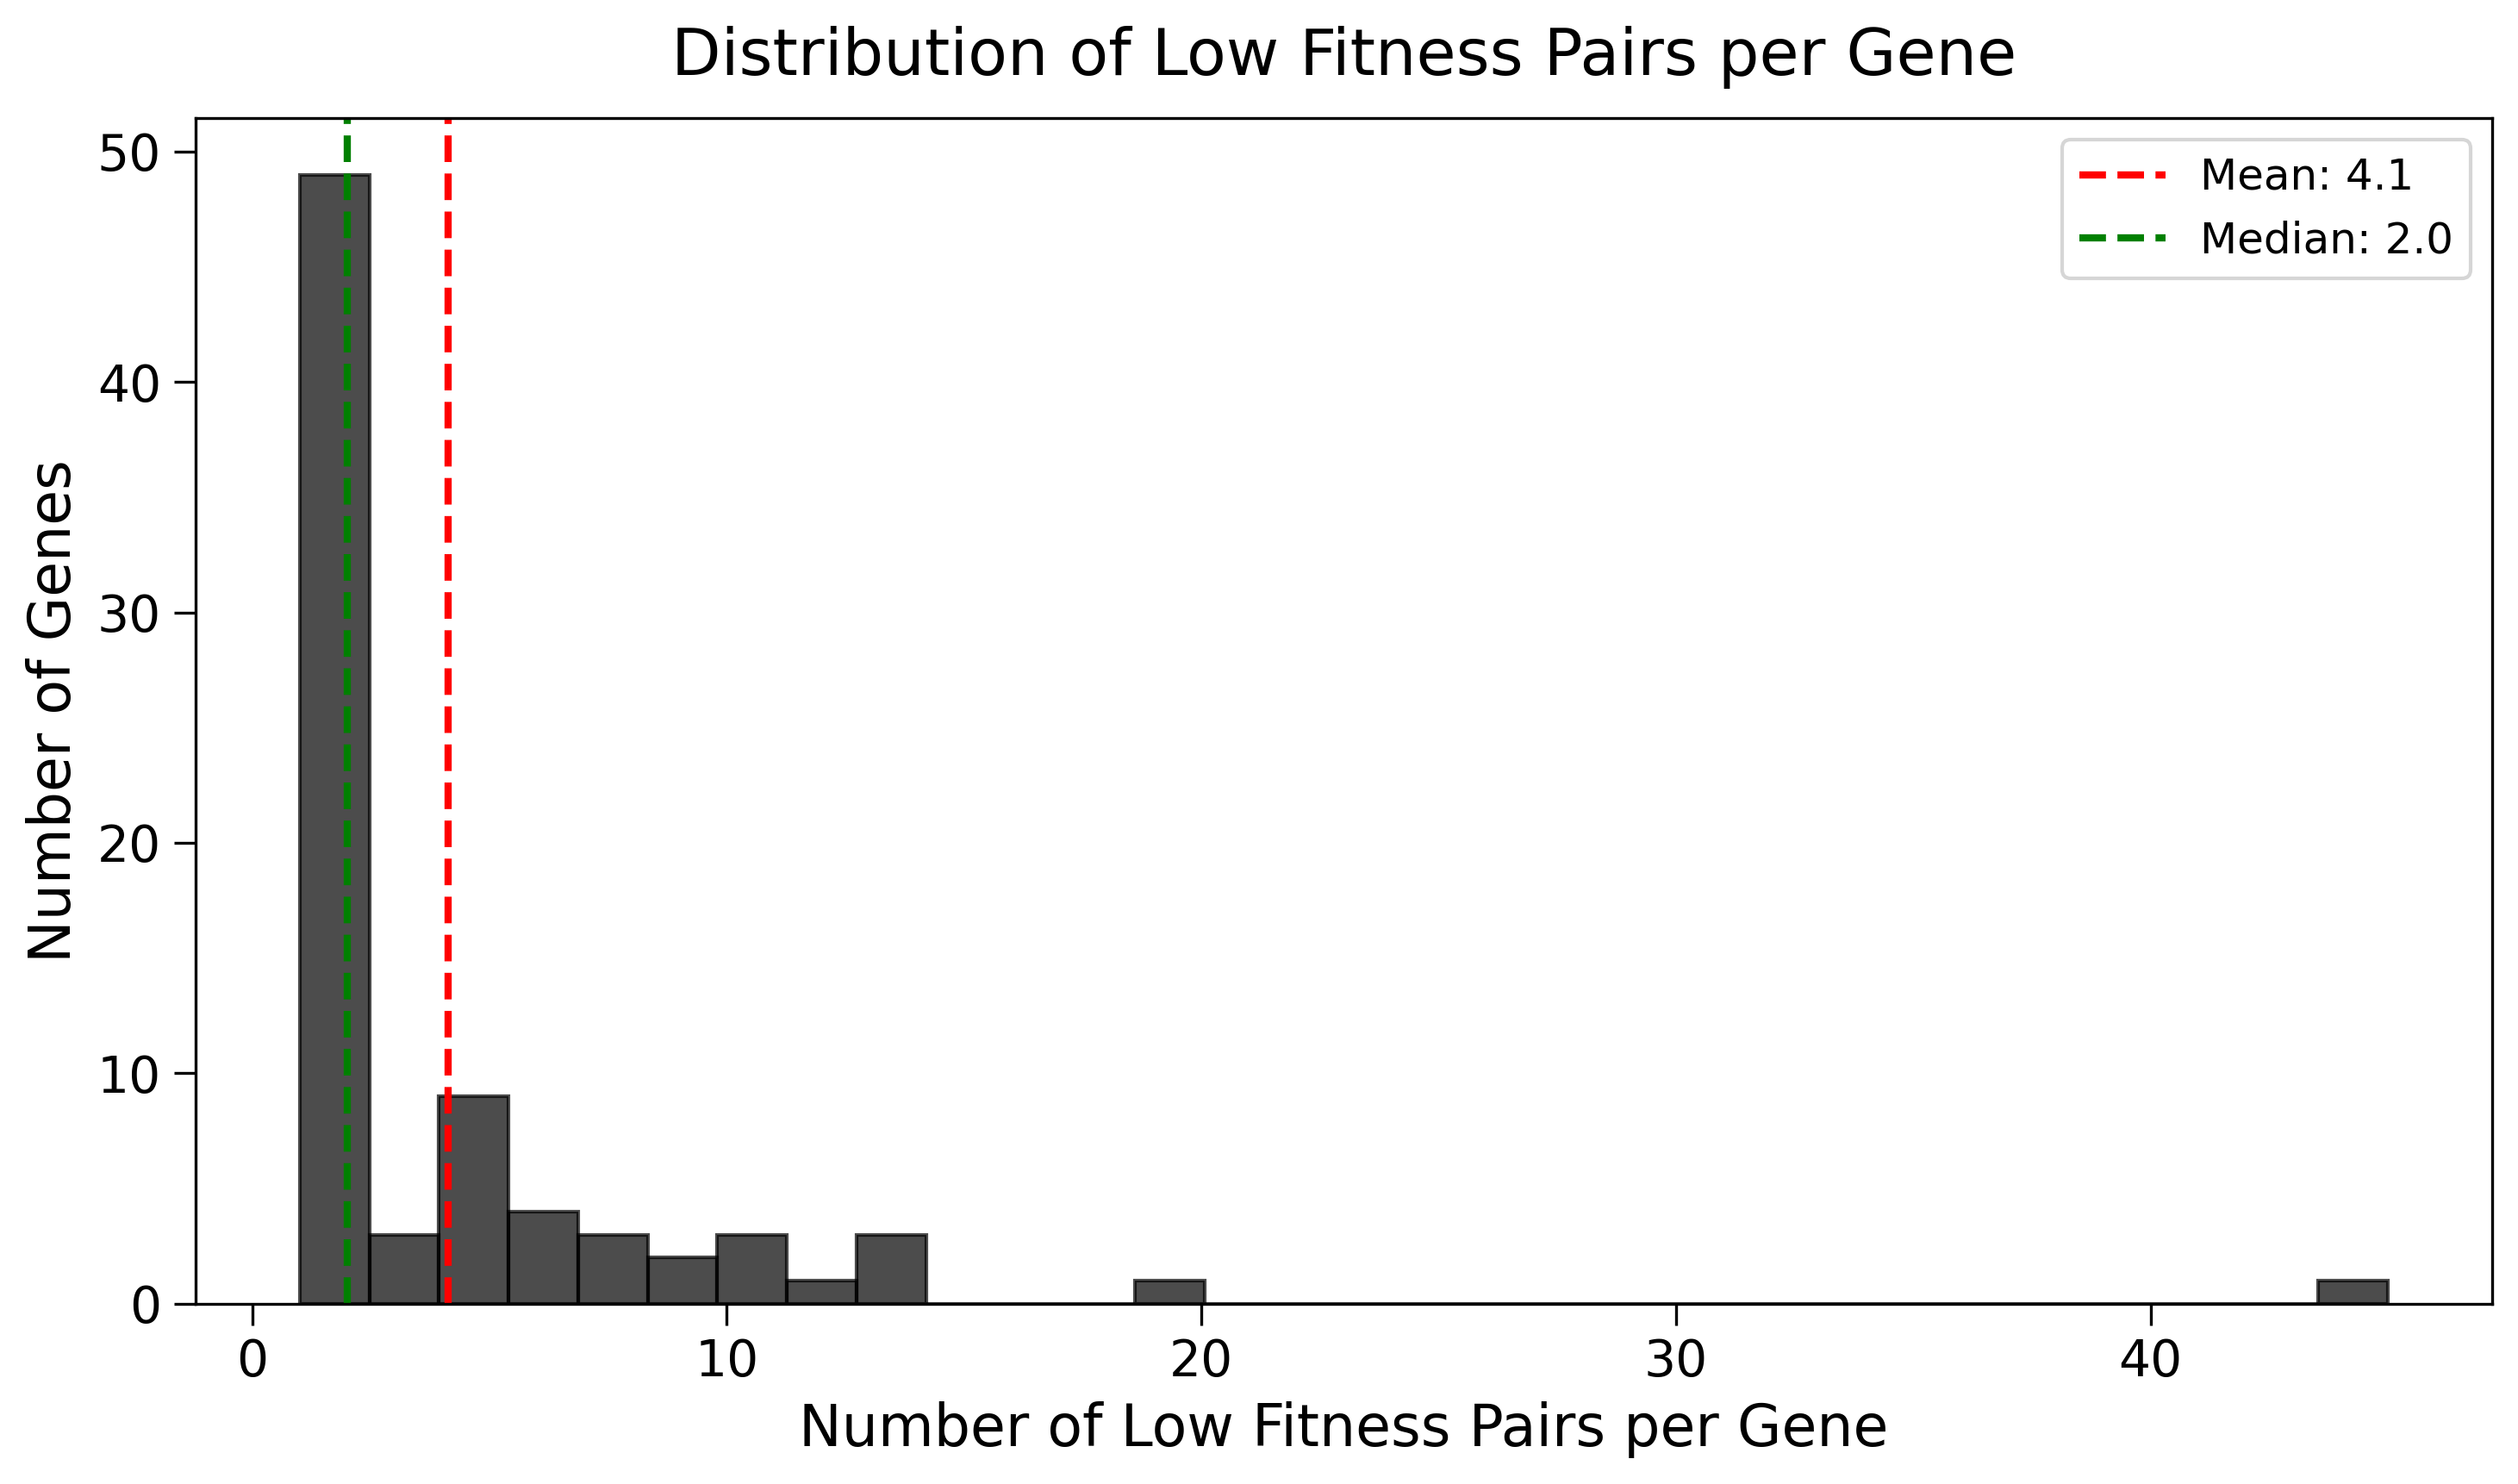 Distribution of Low Fitness Pairs per Gene
Mean: 4.1
Median: 2.0
Number of Genes
50
40
30
20
10
0
0 10 20 30 40
Number of Low Fitness Pairs per Gene